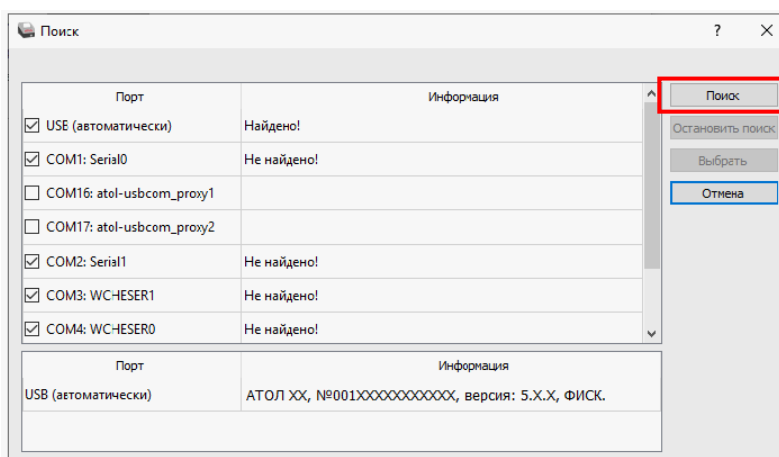 Поиск
?
Порт Информация
Поиск
USB (автоматически) Найдено!
Остановить поиск
COM1: Serial0 Не найдено!
Выбрать
COM16: atol-usbcom_proxy1
Отмена
COM17: atol-usbcom_proxy2
COM2: Serial1 Не найдено!
COM3: WCHESER1 Не найдено!
COM4: WCHESER0 Не найдено!
Порт Информация
USB (автоматически) АТОЛ XX, №001XXXXXXXXXXX, версия: 5.X.X, ФИСК.